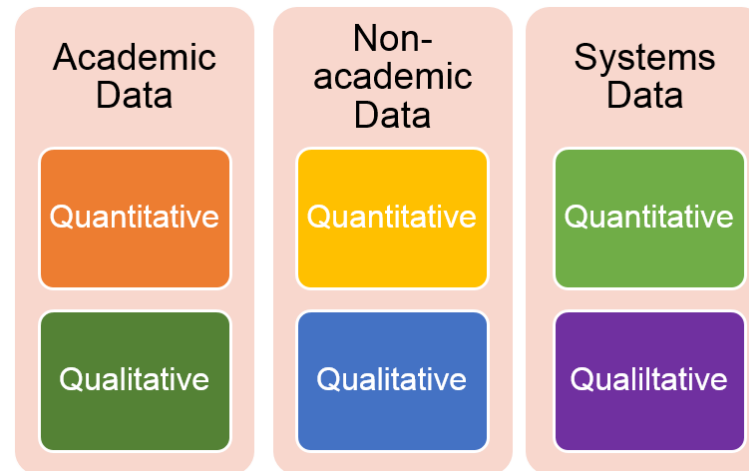 Academic
Data
Quantitative
Qualitative
Non-
academic
Data
Quantitative
Qualitative
Systems
Data
Quantitative
Qualiltative